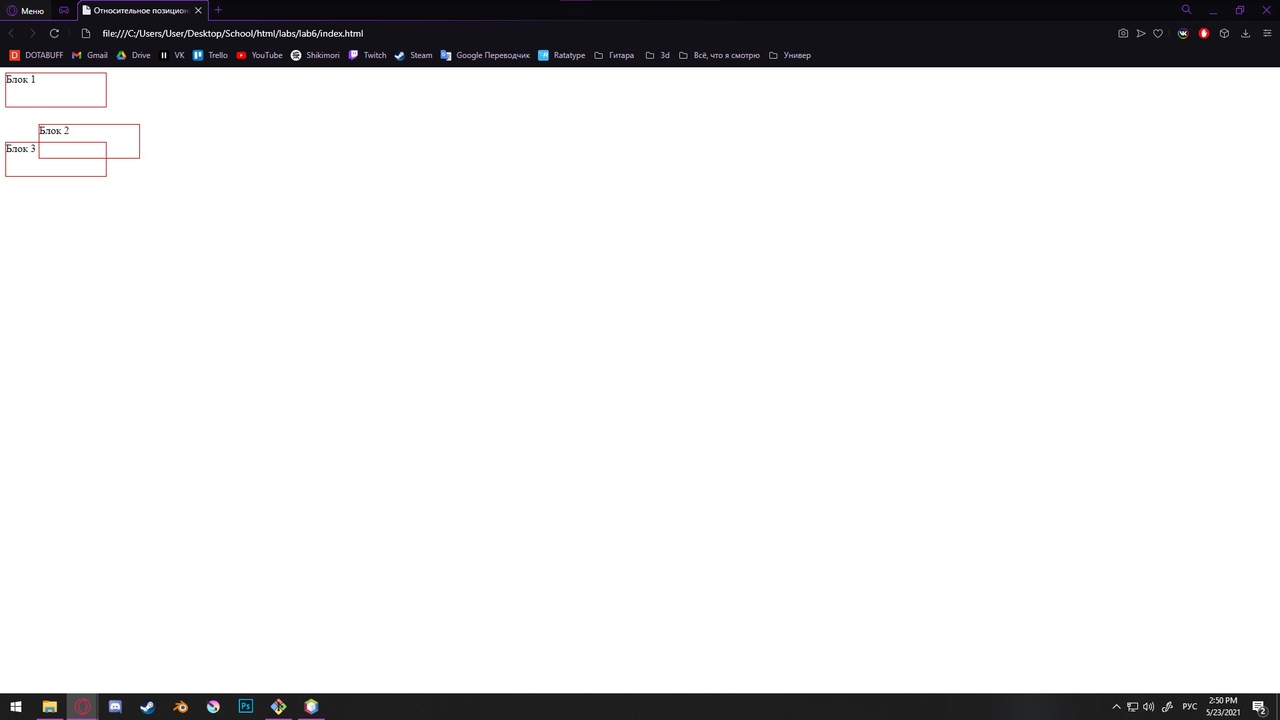 Меню
Относительное позицион
file:///C:/Users/User/Desktop/School/html/labs/lab6/index.html
DOTABUFF Gmail Drive VK Trello YouTube Shikimori Twitch Steam Google Переводчик Ratatype Гитара 3d Всё, что я смотрю Универ
Блок 1
Блок 2
Блок 3
Ps
РУС
2:50 PM
5/23/2021
2